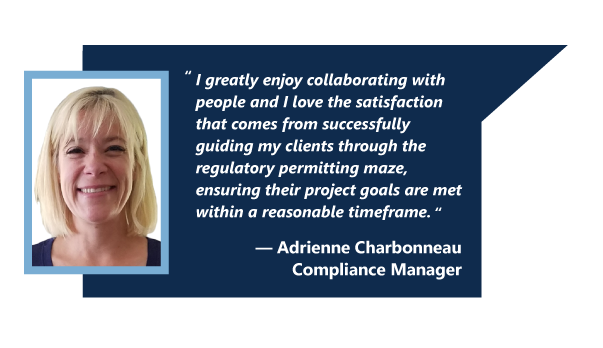 “ I greatly enjoy collaborating with
people and I love the satisfaction
that comes from successfully
guiding my clients through the
regulatory permitting maze,
ensuring their project goals are met
within a reasonable timeframe. “
— Adrienne Charbonneau
Compliance Manager